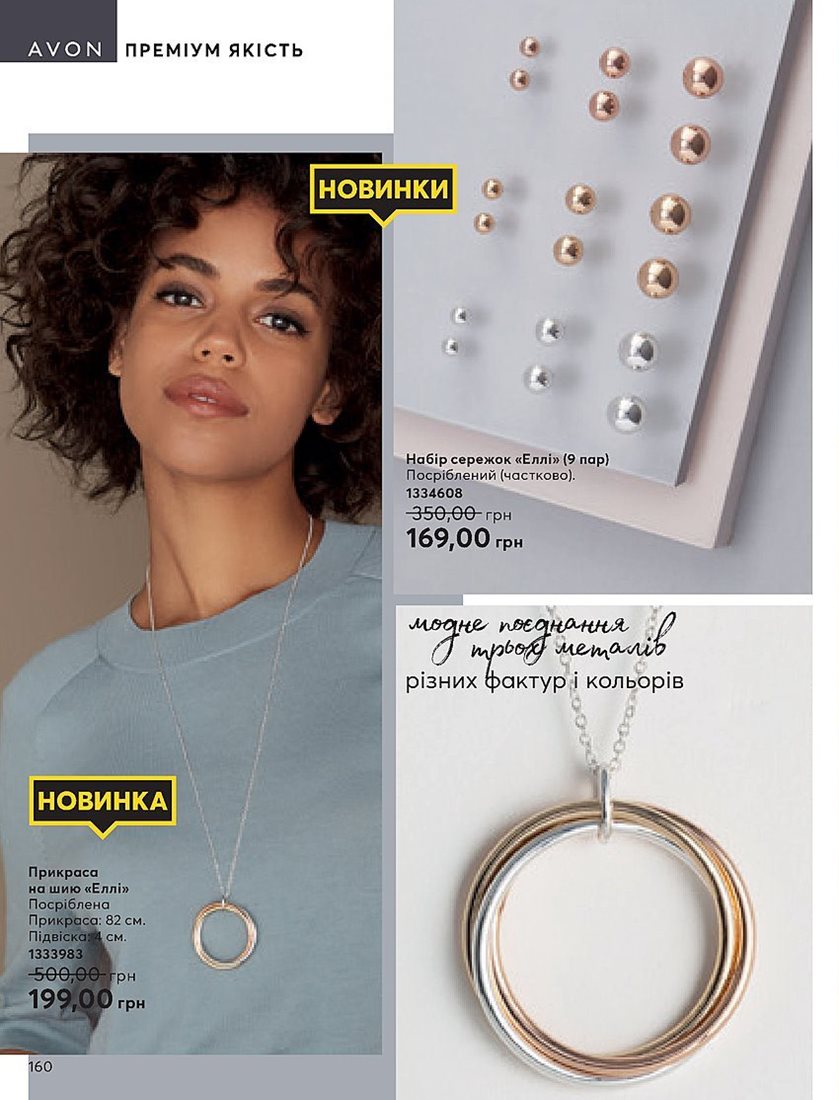 AVON ПРЕМІУМ ЯКІСТЬ
НОВИНКИ
Набір сережок «Еллі» (9 пар)
Посріблений (частково).
1334608
350,00 грн
169,00 грн
модне поєднання
трьох металів
різних фактур і кольорів
НОВИНКА
Прикраса
на шию «Еллі»
Посріблена
Прикраса: 82 см.
Підвіска: 4 см.
1333983
500,00 грн
199,00 грн
160